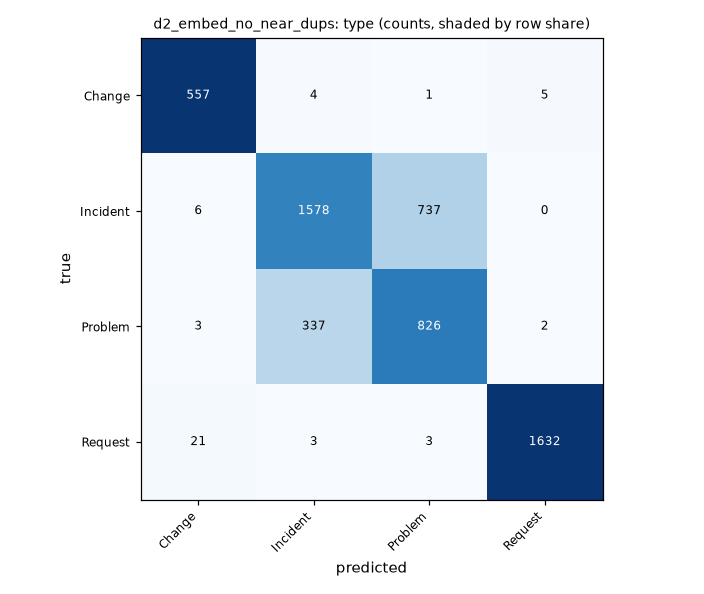 d2_embed_no_near_dups: type (counts, shaded by row share)
Change 557 4 1 5
Incident 6 1578 737 0
Problem 3 337 826 2
Request 21 3 3 1632
true
Change Incident Problem Request
predicted